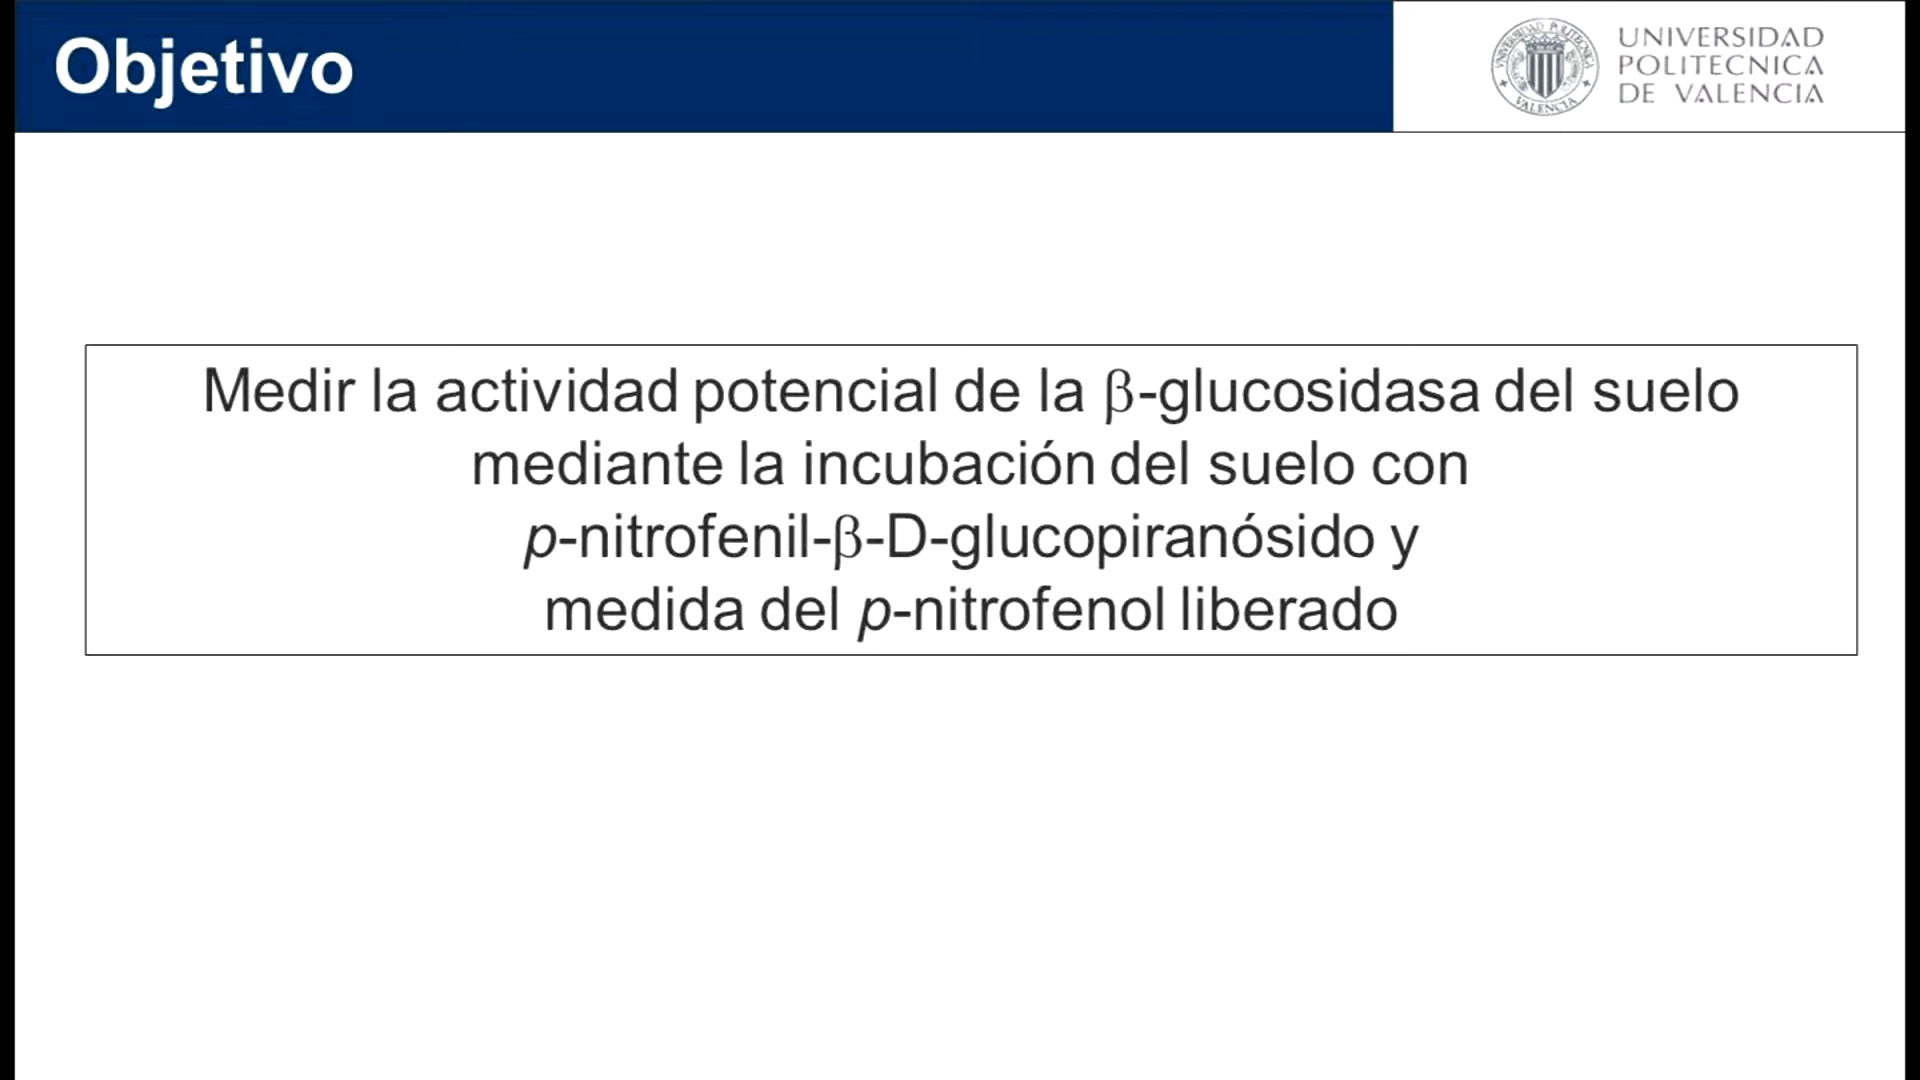 Objetivo
UNIVERSIDAD
POLITECNICA
DE VALENCIA
Medir la actividad potencial de la β-glucosidasa del suelo
mediante la incubación del suelo con
p-nitrofenil-β-D-glucopiranósido y
medida del p-nitrofenol liberado